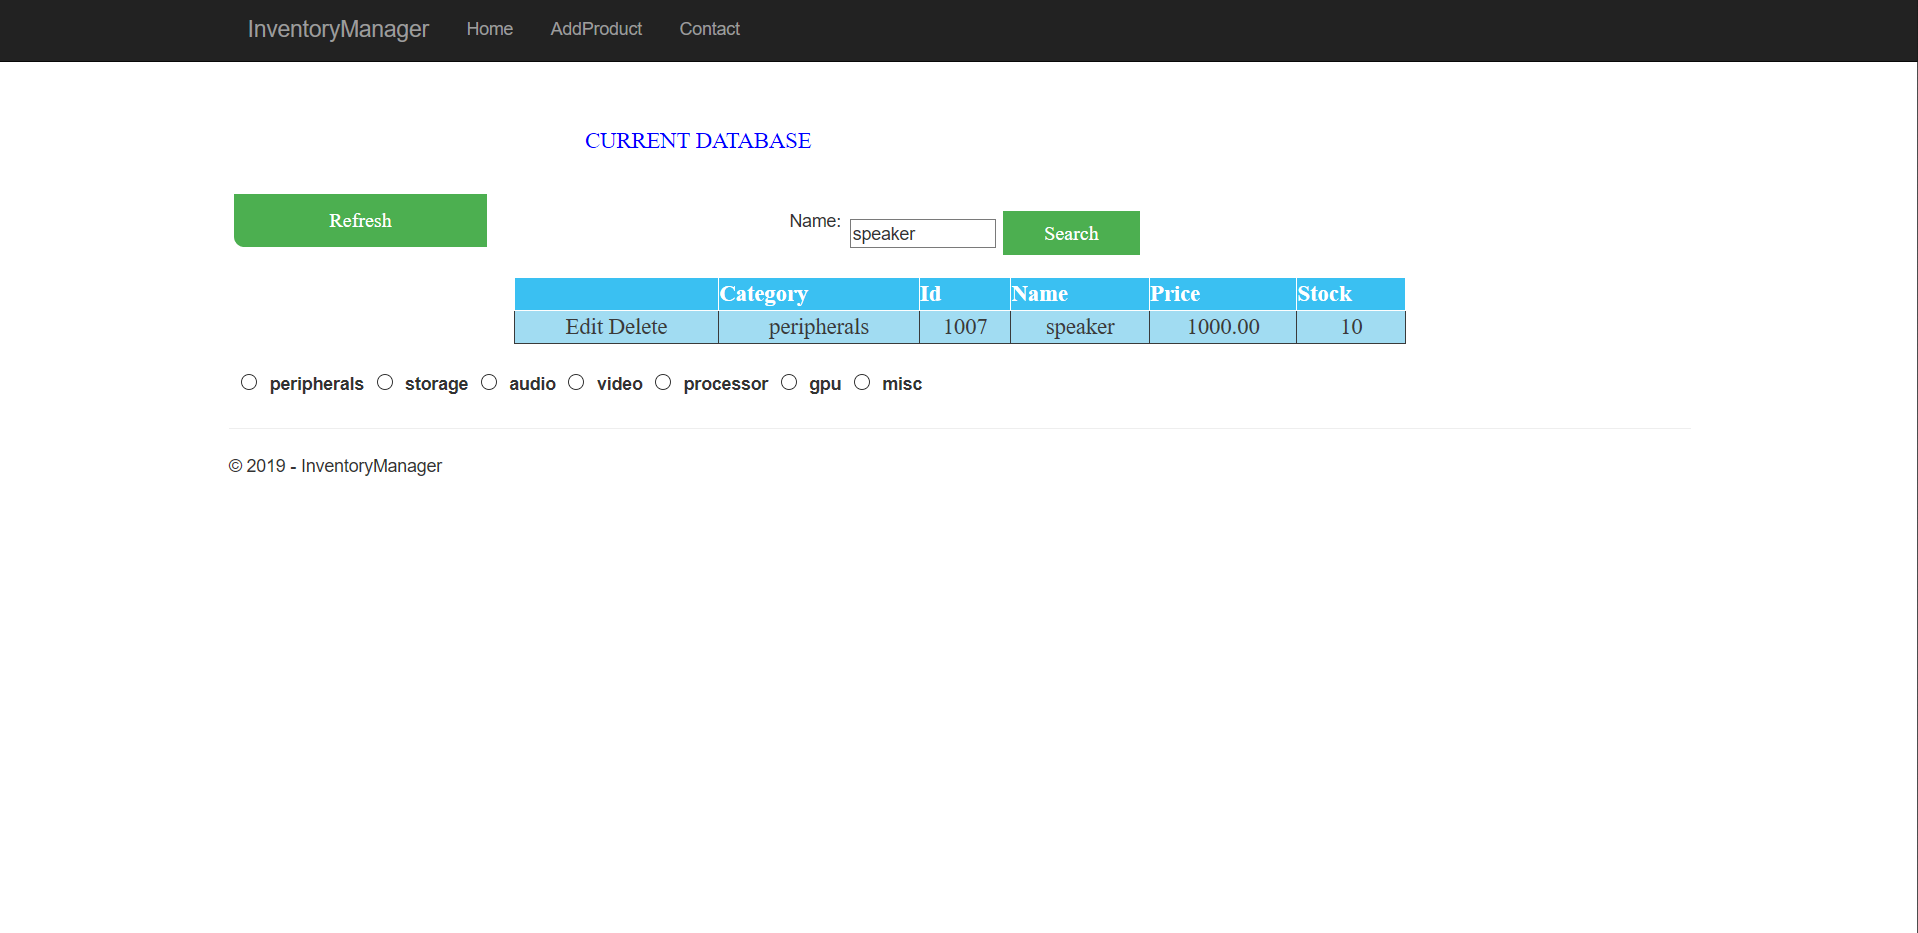 InventoryManager Home AddProduct Contact
CURRENT DATABASE
Refresh
Name: speaker Search
Category Id Name Price Stock
Edit Delete peripherals 1007 speaker 1000.00 10
peripherals storage audio video processor gpu misc
© 2019 - InventoryManager